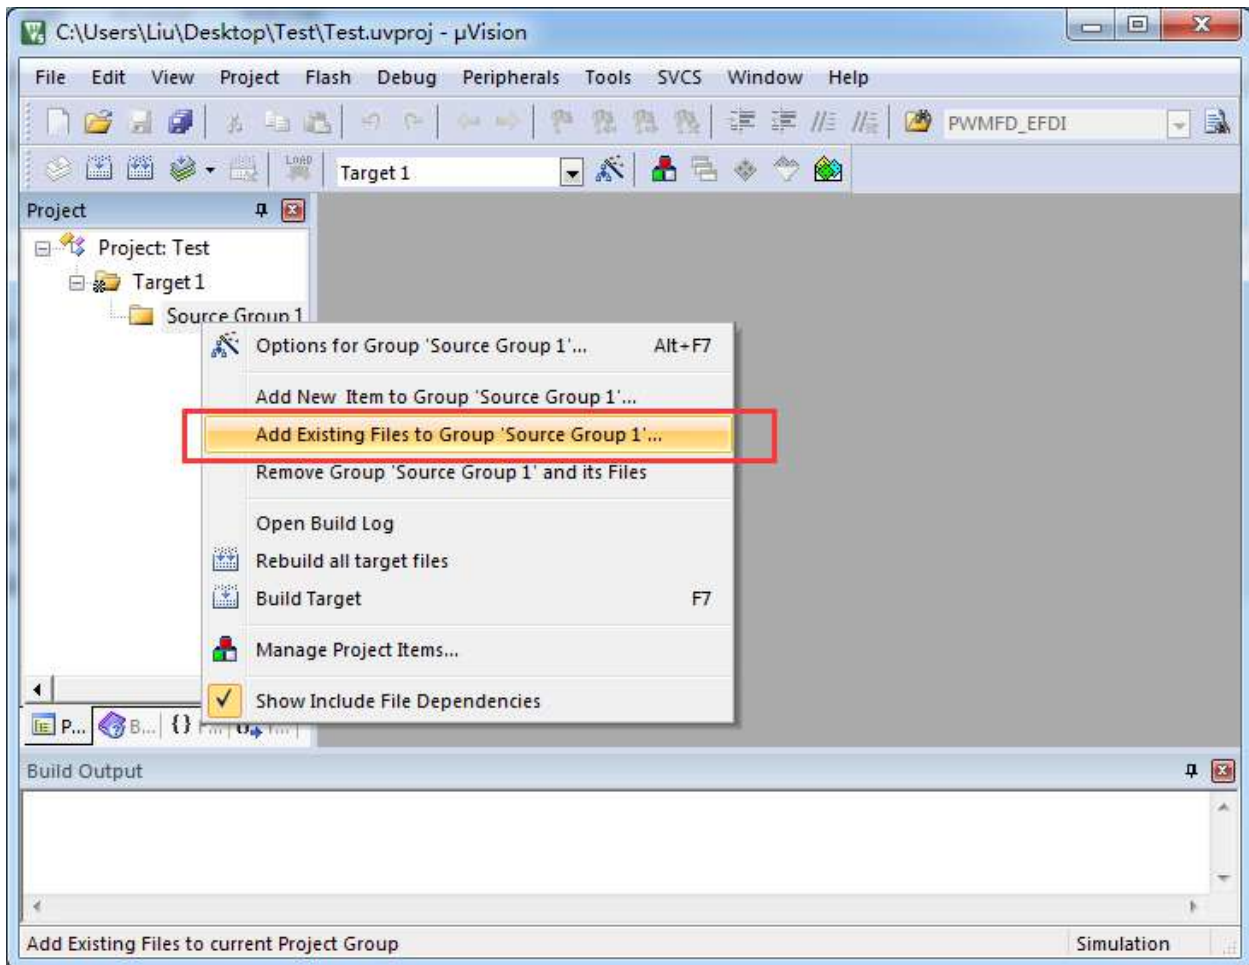 C:\Users\Liu\Desktop\Test\Test.uvproj - µVision
File Edit View Project Flash Debug Peripherals Tools SVCS Window Help
PWMFD_EFDI
LOAD
Target 1
Project
Project: Test
Target 1
Source Group 1
Options for Group 'Source Group 1'... Alt+F7
Add New Item to Group 'Source Group 1'...
Add Existing Files to Group 'Source Group 1'...
Remove Group 'Source Group 1' and its Files
Open Build Log
Rebuild all target files
Build Target F7
Manage Project Items...
Show Include File Dependencies
P... B... {}
Build Output
Add Existing Files to current Project Group Simulation